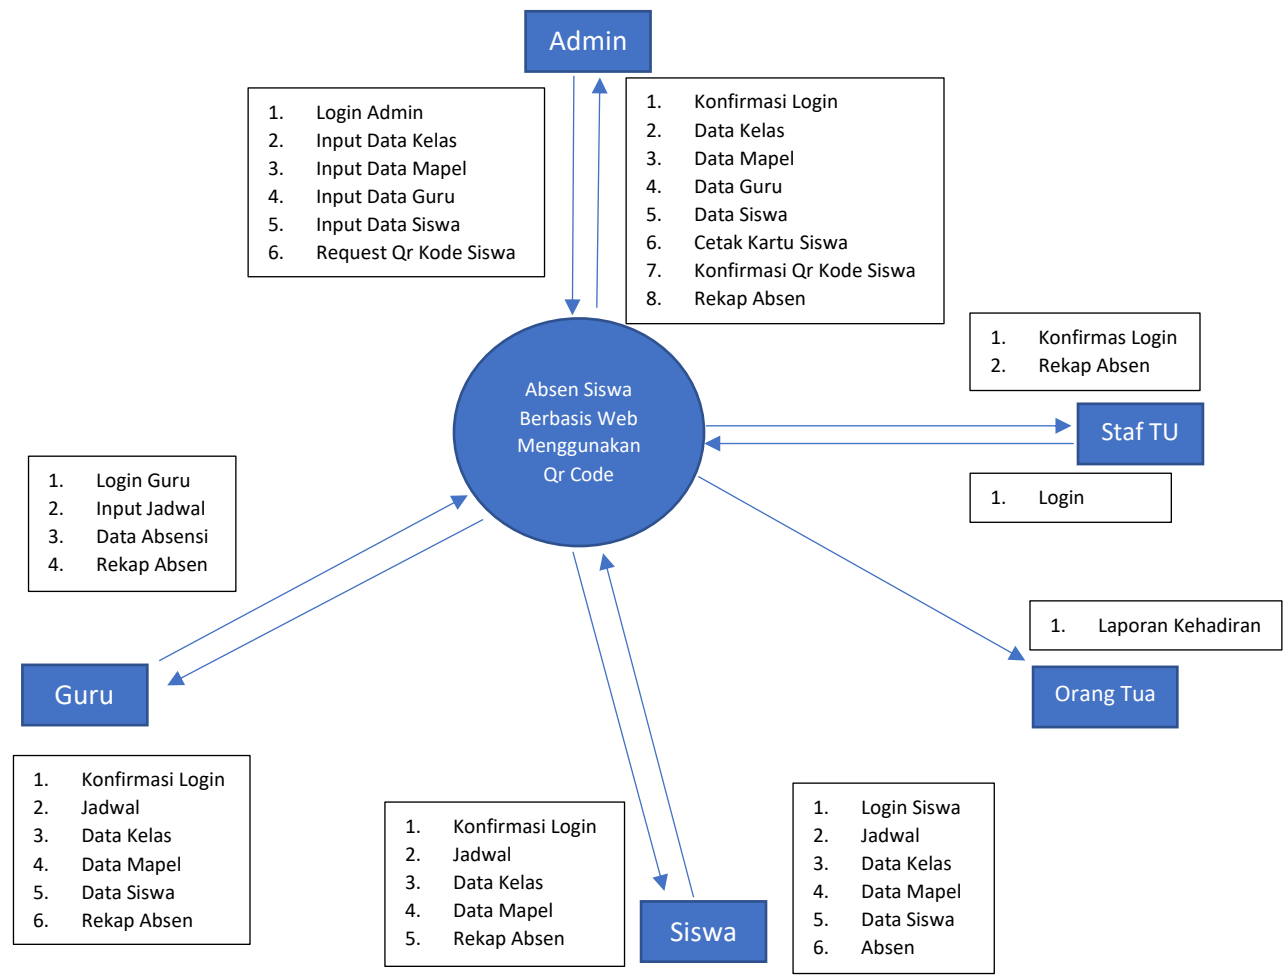 Admin
1. Login Admin
2. Input Data Kelas
3. Input Data Mapel
4. Input Data Guru
5. Input Data Siswa
6. Request Qr Kode Siswa
1. Konfirmasi Login
2. Data Kelas
3. Data Mapel
4. Data Guru
5. Data Siswa
6. Cetak Kartu Siswa
7. Konfirmasi Qr Kode Siswa
8. Rekap Absen
1. Konfirmas Login
2. Rekap Absen
Absen Siswa
Berbasis Web
Menggunakan
Qr Code
Staf TU
1. Login
1. Login Guru
2. Input Jadwal
3. Data Absensi
4. Rekap Absen
1. Laporan Kehadiran
Guru
Orang Tua
1. Konfirmasi Login
2. Jadwal
3. Data Kelas
4. Data Mapel
5. Data Siswa
6. Rekap Absen
1. Konfirmasi Login
2. Jadwal
3. Data Kelas
4. Data Mapel
5. Rekap Absen
Siswa
1. Login Siswa
2. Jadwal
3. Data Kelas
4. Data Mapel
5. Data Siswa
6. Absen